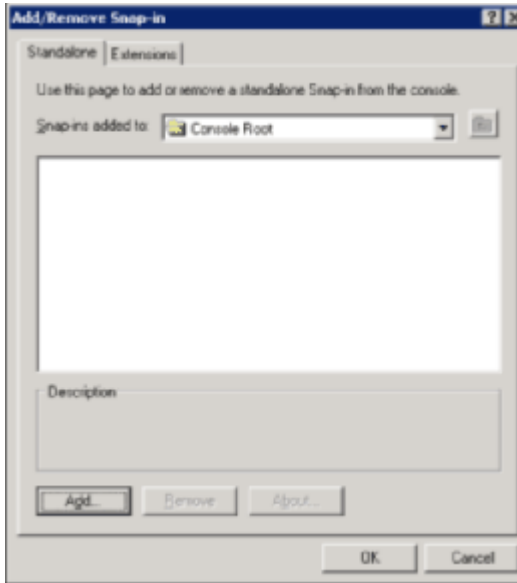 Add/Remove Snap-in
Standalone Extensions
Use this page to add or remove a standalone Snap-in from the console.
Snap-ins added to: Console Root
Description
Add... Remove About...
OK Cancel